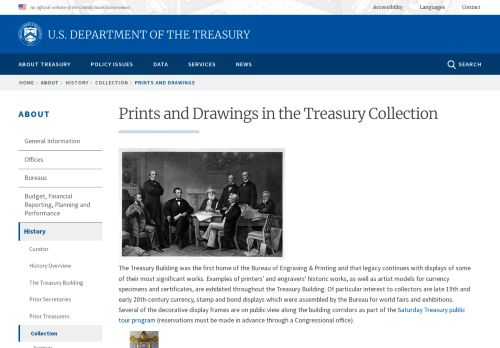 An official website of the United States Government
Accessibility Languages Contact
U.S. DEPARTMENT OF THE TREASURY
ABOUT TREASURY POLICY ISSUES DATA SERVICES NEWS SEARCH
HOME ABOUT HISTORY COLLECTION PRINTS AND DRAWINGS
ABOUT
General Information
Offices
Bureaus
Budget, Financial
Reporting, Planning and
Performance
History
Curator
History Overview
The Treasury Building
Prior Secretaries
Prior Treasurers
Collection
Prints and Drawings in the Treasury Collection
The Treasury Building was the first home of the Bureau of Engraving & Printing and that legacy continues with displays of some
of their most significant works. Examples of printers' and engravers' historic works, as well as artist models for currency
specimens and certificates, are exhibited throughout the Treasury Building. Of particular interest to collectors are late 19th and
early 20th-century currency, stamp and bond displays which were assembled by the Bureau for world fairs and exhibitions.
Several of the decorative display frames are on public view along the building corridors as part of the Saturday Treasury public
tour program (reservations must be made in advance through a Congressional office).